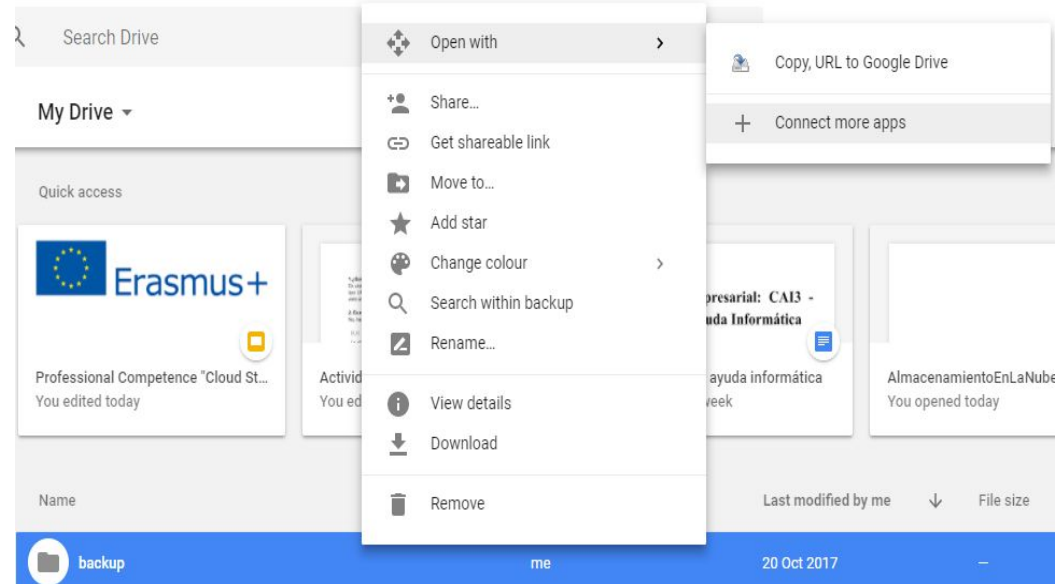 Search Drive
My Drive
Quick access
Open with
Share...
Get shareable link
Move to...
Add star
Change colour
Search within backup
Rename...
View details
Download
Remove
Copy, URL to Google Drive
Connect more apps
Erasmus+
Professional Competence "Cloud St...
You edited today
Activid
You ed
presarial: CAI3 -
uda Informática
ayuda informática
week
AlmacenamientoEnLaNube
You opened today
Name
Last modified by me
File size
backup
me
20 Oct 2017
–